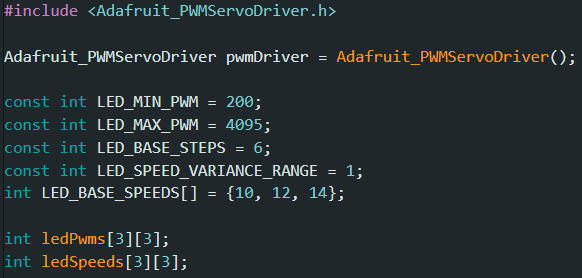 #include <Adafruit_PWMServoDriver.h>
Adafruit_PWMServoDriver pwmDriver = Adafruit_PWMServoDriver();
const int LED_MIN_PWM = 200;
const int LED_MAX_PWM = 4095;
const int LED_BASE_STEPS = 6;
const int LED_SPEED_VARIANCE_RANGE = 1;
int LED_BASE_SPEEDS[] = {10, 12, 14};
int ledPwms[3][3];
int ledSpeeds[3][3];